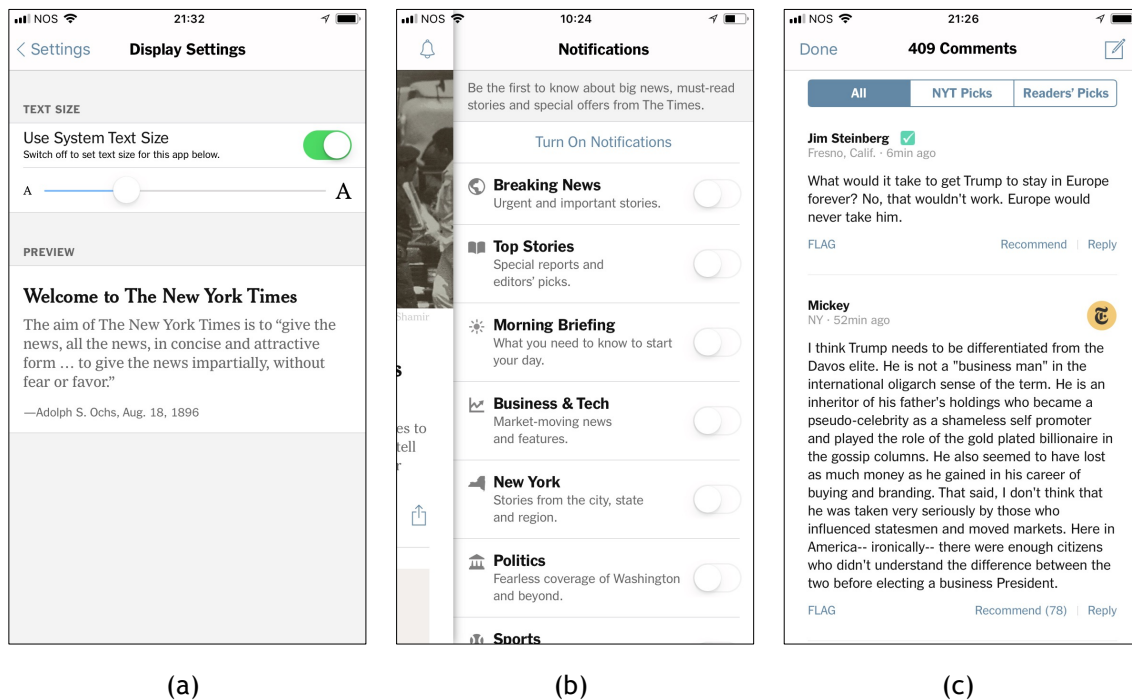 NOS
21:32
Settings
Display Settings
TEXT SIZE
Use System Text Size
Switch off to set text size for this app below.
A
A
PREVIEW
Welcome to The New York Times
The aim of The New York Times is to “give the
news, all the news, in concise and attractive
form … to give the news impartially, without
fear or favor.”
—Adolph S. Ochs, Aug. 18, 1896
(a)
NOS
10:24
Notifications
Be the first to know about big news, must-read
stories and special offers from The Times.
Turn On Notifications
Breaking News
Urgent and important stories.
Top Stories
Special reports and
editors’ picks.
Shamir
Morning Briefing
What you need to know to start
your day.
s
Business & Tech
Market-moving news
and features.
es to
tell
r
New York
Stories from the city, state
and region.
Politics
Fearless coverage of Washington
and beyond.
Sports
(b)
NOS
21:26
Done
409 Comments
All
NYT Picks
Readers’ Picks
Jim Steinberg
Fresno, Calif. · 6min ago
What would it take to get Trump to stay in Europe
forever? No, that wouldn't work. Europe would
never take him.
FLAG
Recommend
Reply
Mickey
NY · 52min ago
I think Trump needs to be differentiated from the
Davos elite. He is not a "business man" in the
international oligarch sense of the term. He is an
inheritor of his father's holdings who became a
pseudo-celebrity as a shameless self promoter
and played the role of the gold plated billionaire in
the gossip columns. He also seemed to have lost
as much money as he gained in his career of
buying and branding. That said, I don't think that
he was taken very seriously by those who
influenced statesmen and moved markets. Here in
America-- ironically-- there were enough citizens
who didn't understand the difference between the
two before electing a business President.
FLAG
Recommend (78)
Reply
(c)